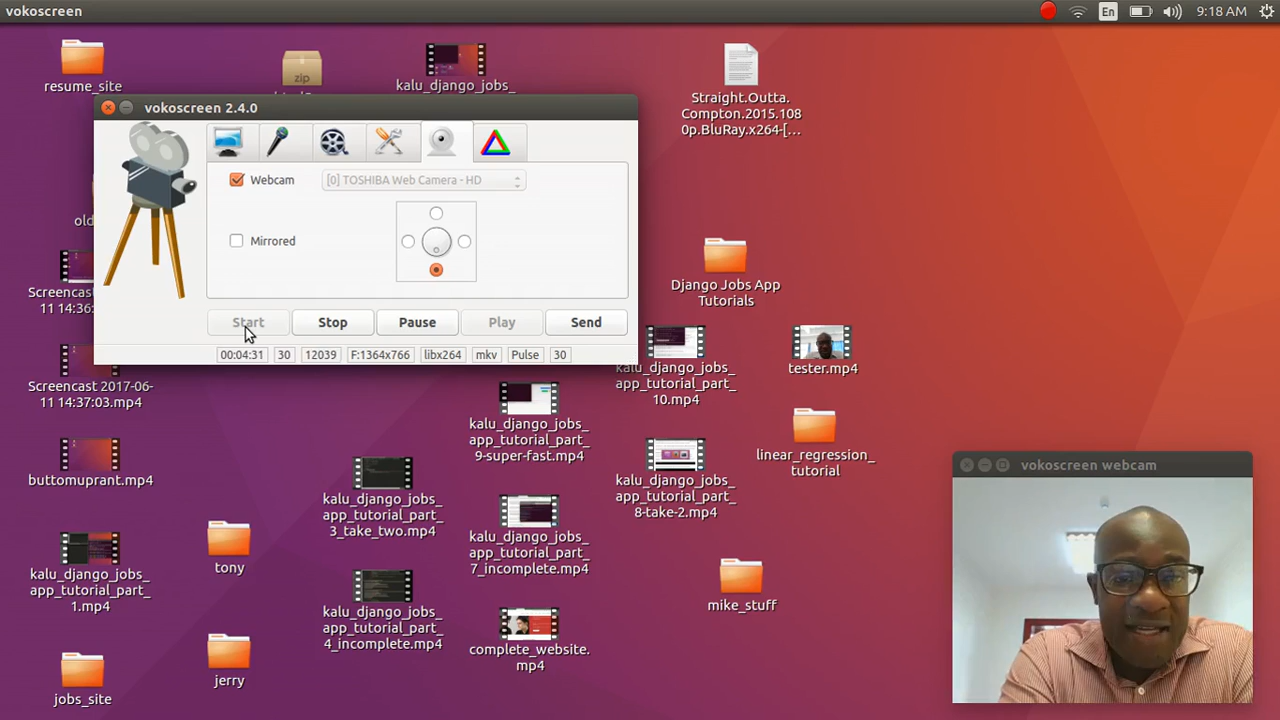 vokoscreen
En
9:18 AM
resume_site
zip
kalu_django_jobs_
Straight.Outta.
Compton.2015.108
0p.BluRay.x264-[...
vokoscreen 2.4.0
Webcam
[0] TOSHIBA Web Camera - HD
Mirrored
Start
Stop
Pause
Play
Send
00:04:31
30
12039
F:1364x766
libx264
mkv
Pulse
30
old
Screencast
11 14:36:
Screencast 2017-06-
11 14:37:03.mp4
buttomuprant.mp4
kalu_django_jobs_
app_tutorial_part_
1.mp4
jobs_site
tony
jerry
kalu_django_jobs_
app_tutorial_part_
3_take_two.mp4
kalu_django_jobs_
app_tutorial_part_
4_incomplete.mp4
kalu_django_jobs_
app_tutorial_part_
9-super-fast.mp4
kalu_django_jobs_
app_tutorial_part_
7_incomplete.mp4
complete_website.
mp4
kalu_django_jobs_
app_tutorial_part_
10.mp4
kalu_django_jobs_
app_tutorial_part_
8-take-2.mp4
Django Jobs App
Tutorials
tester.mp4
linear_regression_
tutorial
mike_stuff
vokoscreen webcam